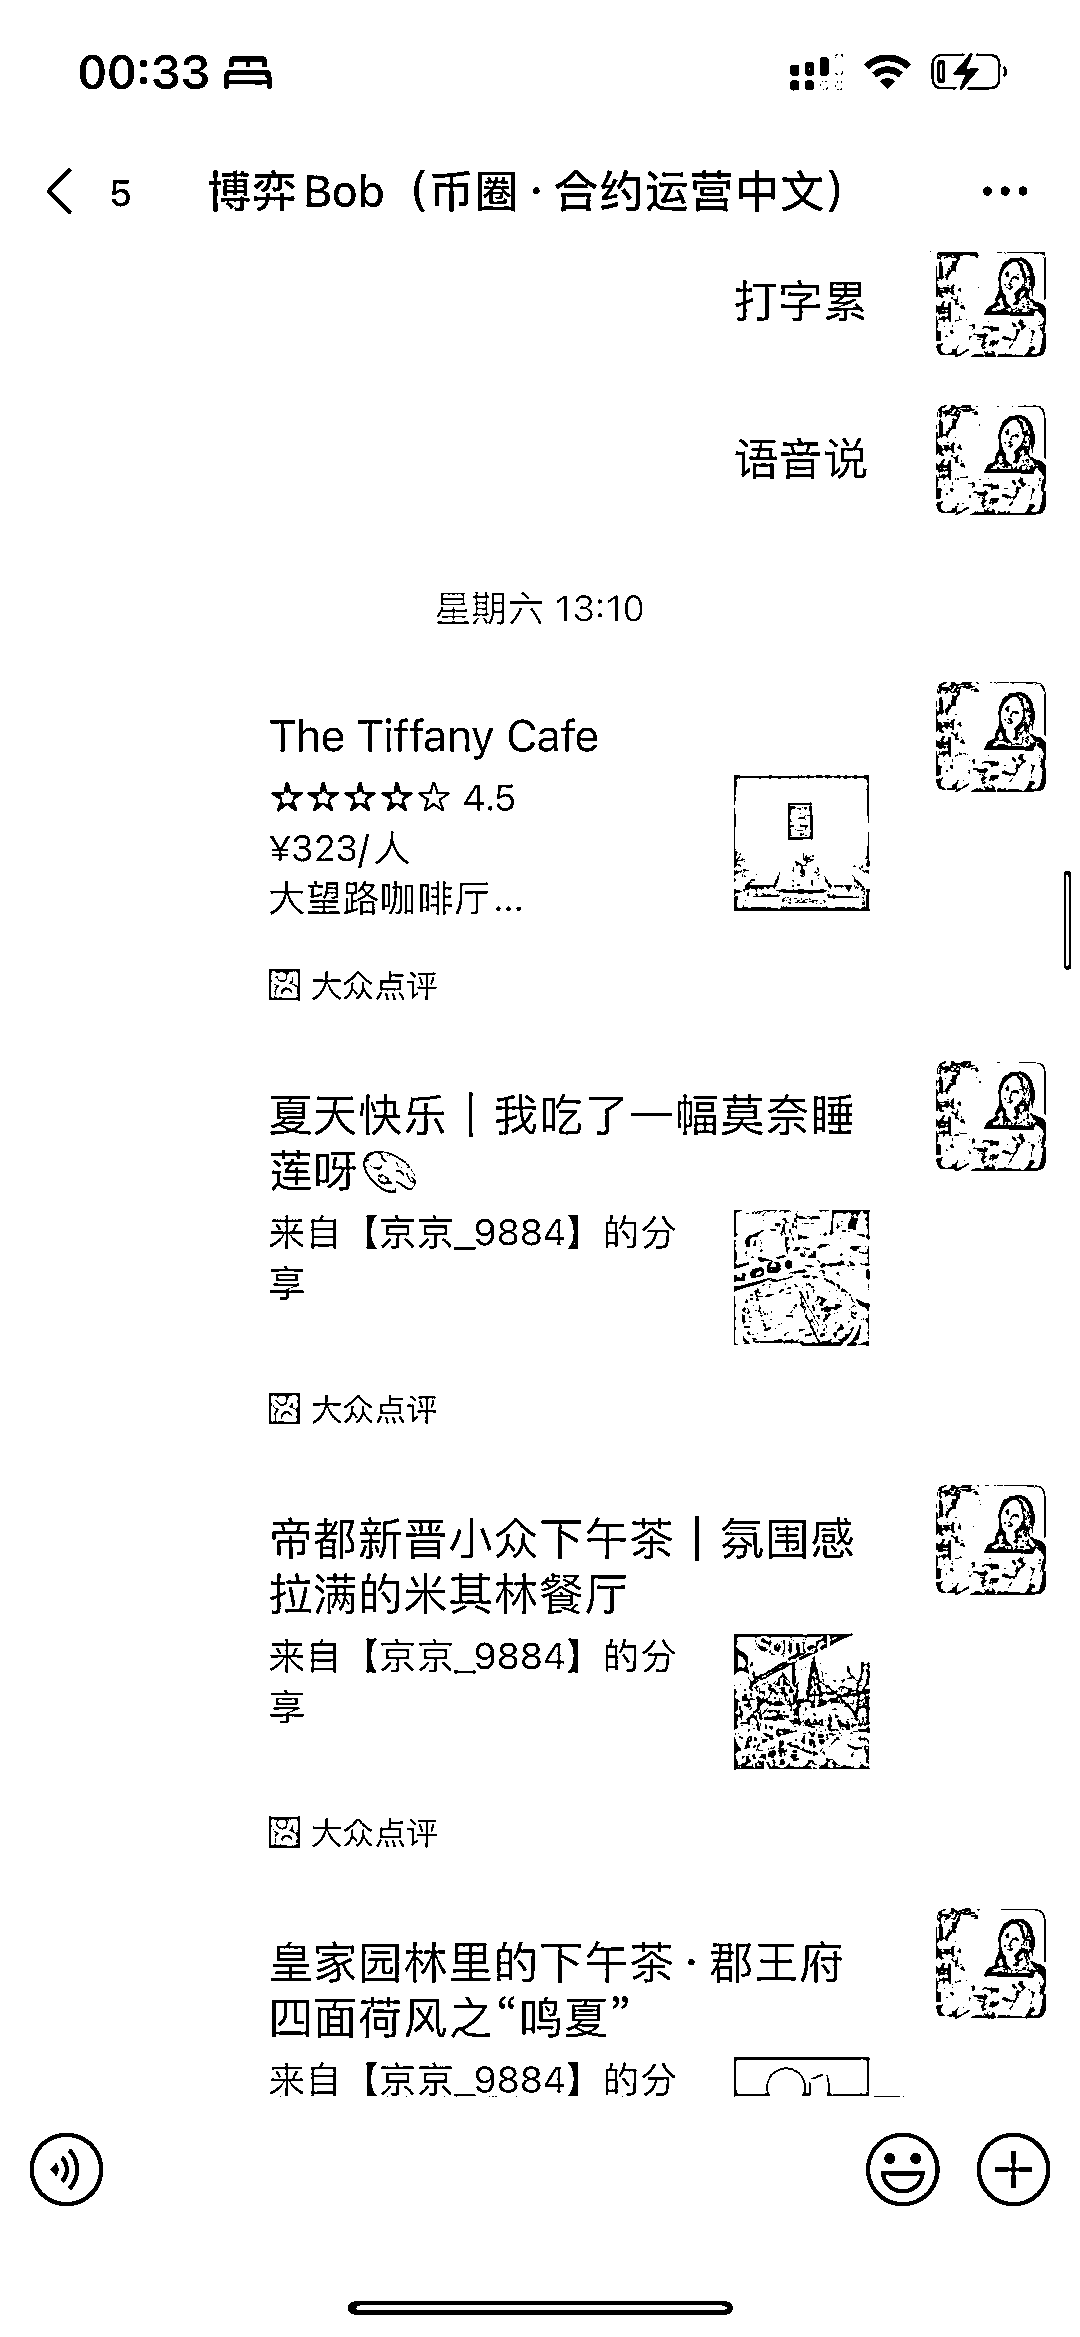 00:33
5
博弈Bob（币圈·合约运营中文）
打字累
语音说
星期六 13:10
The Tiffany Cafe
4.5
¥323/人
大望路咖啡厅...
大众点评
夏天快乐｜我吃了一幅莫奈睡
莲呀🎨
来自【京京_9884】的分
享
大众点评
帝都新晋小众下午茶｜氛围感
拉满的米其林餐厅
来自【京京_9884】的分
享
大众点评
皇家园林里的下午茶·郡王府
四面荷风之“鸣夏”
来自【京京_9884】的分